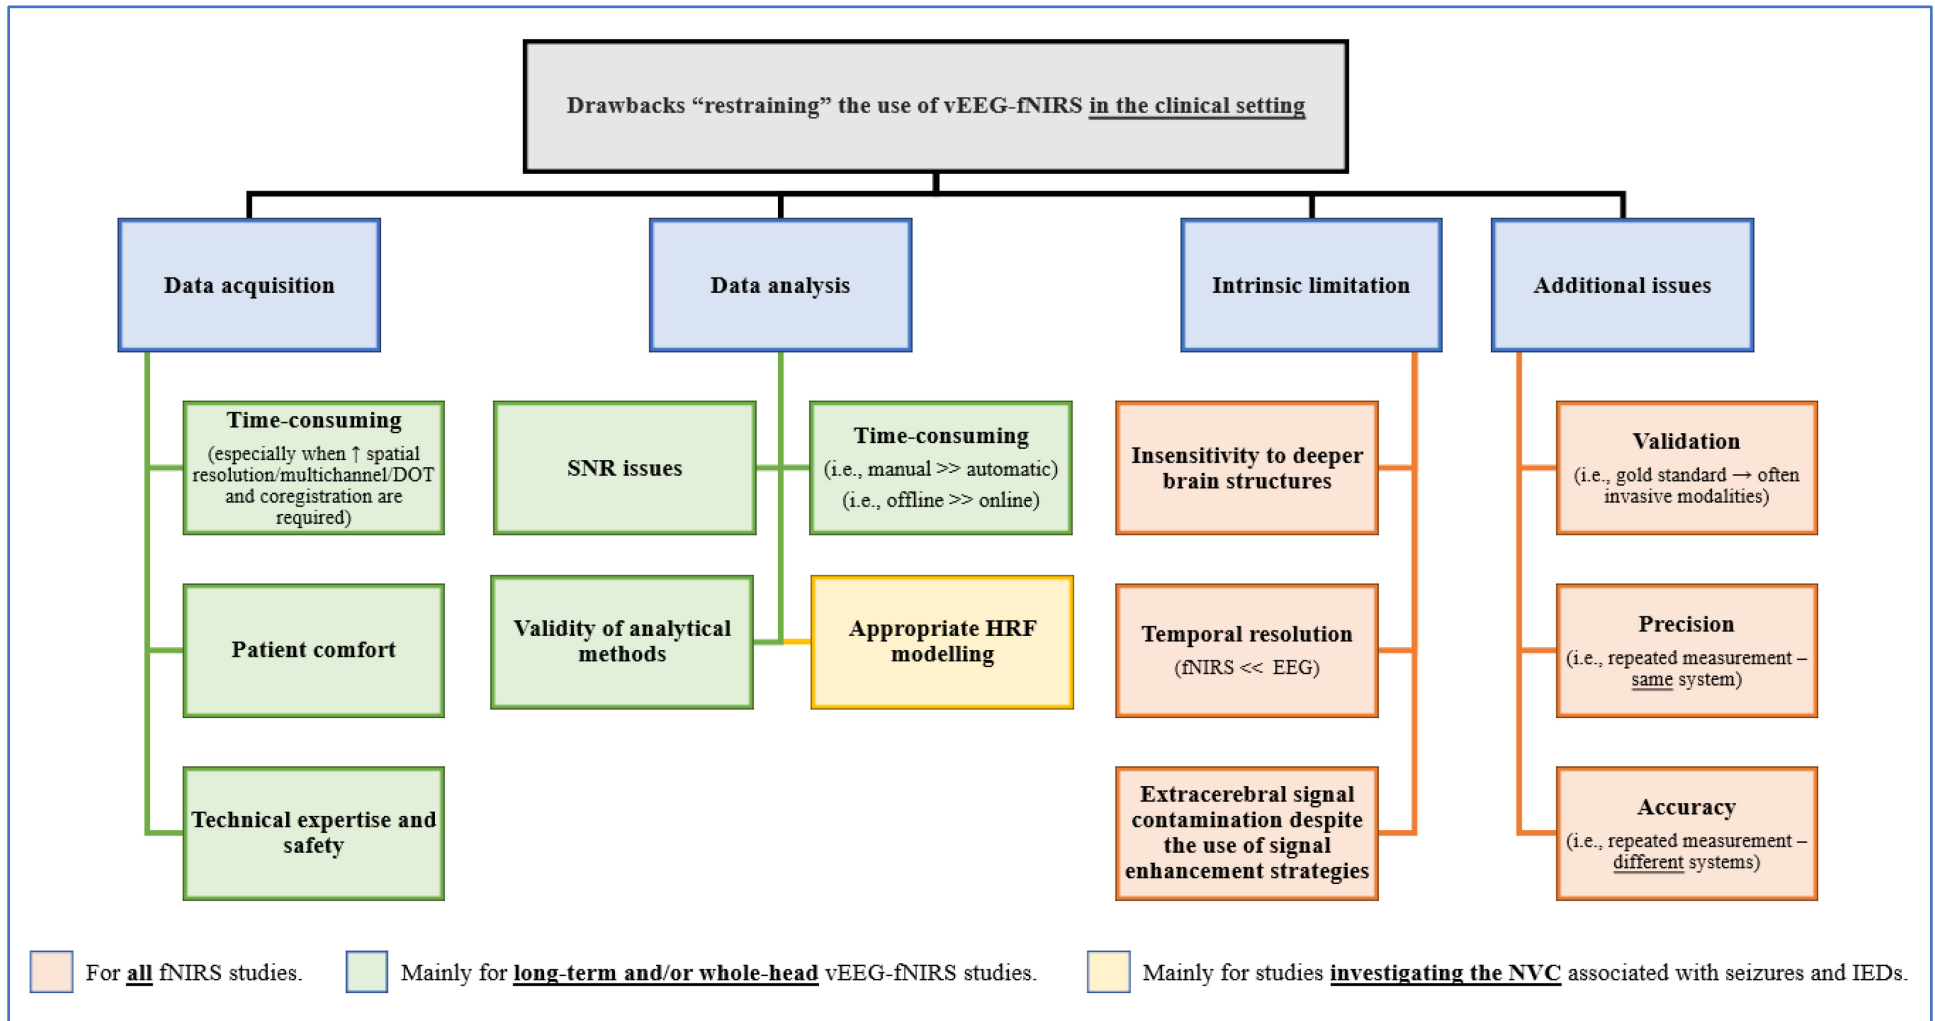 Drawbacks “restraining” the use of vEEG-fNIRS in the clinical setting
Data acquisition
Data analysis
Intrinsic limitation
Additional issues
Time-consuming
(especially when ↑ spatial
resolution/multichannel/DOT
and coregistration are
required)
Patient comfort
Technical expertise and
safety
SNR issues
Time-consuming
(i.e., manual >> automatic)
(i.e., offline >> online)
Validity of analytical
methods
Appropriate HRF
modelling
Insensitivity to deeper
brain structures
Temporal resolution
(fNIRS << EEG)
Extracerebral signal
contamination despite
the use of signal
enhancement strategies
Validation
(i.e., gold standard → often
invasive modalities)
Precision
(i.e., repeated measurement –
same system)
Accuracy
(i.e., repeated measurement –
different systems)
For all fNIRS studies.
Mainly for long-term and/or whole-head vEEG-fNIRS studies.
Mainly for studies investigating the NVC associated with seizures and IEDs.